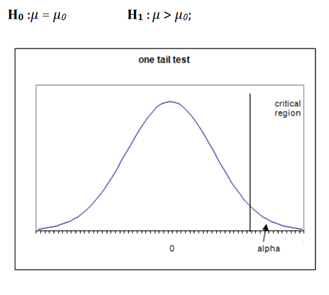 H₀ :μ = μ₀ H₁ : μ > μ₀;
one tail test
critical
region
0 alpha